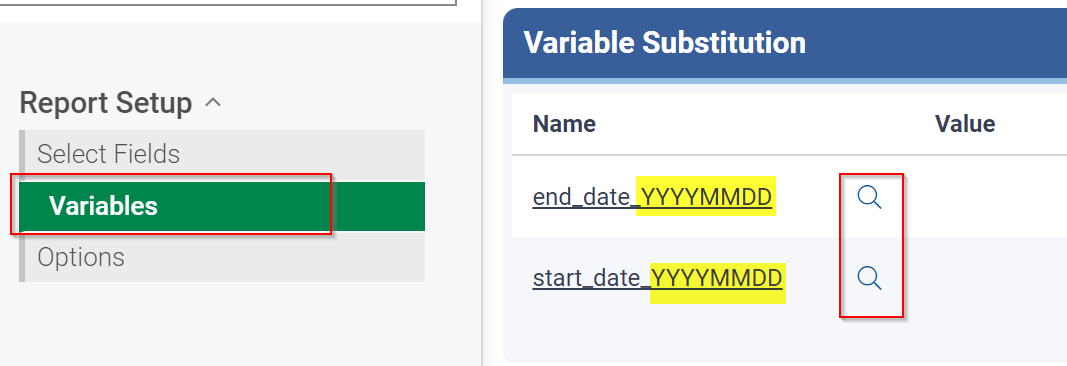 Report Setup
Select Fields
Variables
Options
Variable Substitution
Name Value
end_date_YYYYMMDD
start_date_YYYYMMDD